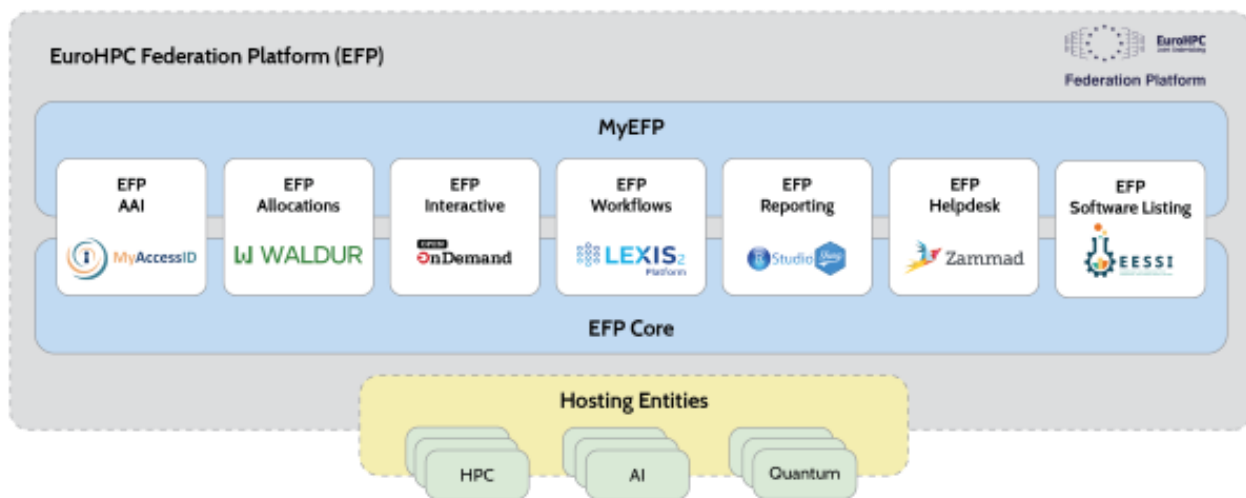 EuroHPC Federation Platform (EFP)
EuroHPC
Federation Platform
MyEFP
EFP
AAI
MyAccessID
EFP
Allocations
WALDUR
EFP
Interactive
OPEN
OnDemand
EFP
Workflows
LEXIS2
Platform
EFP
Reporting
R Studio Shiny
EFP
Helpdesk
Zammad
EFP
Software Listing
EESSI
EFP Core
Hosting Entities
HPC
AI
Quantum